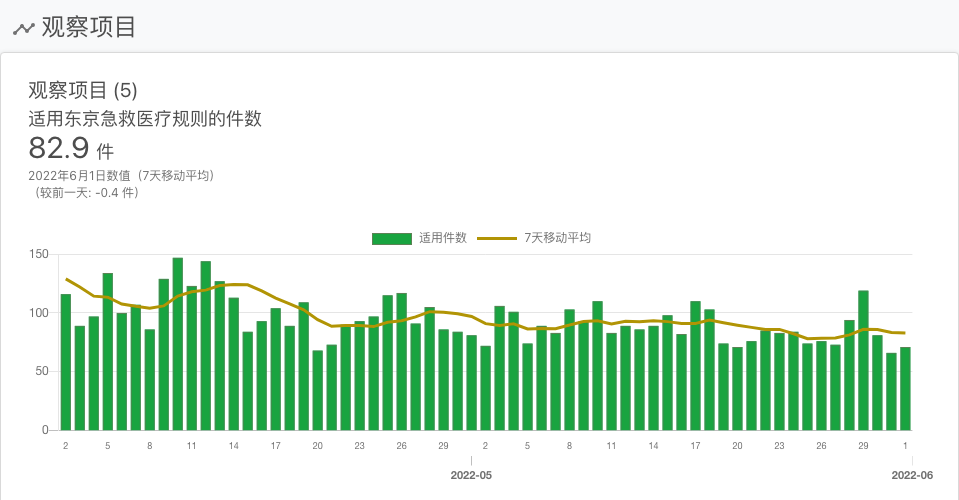 观察项目
观察项目 (5)
适用东京急救医疗规则的件数
82.9 件
2022年6月1日数值（7天移动平均）
（较前一天: -0.4 件）
适用件数 7天移动平均
150
100
50
0
2 5 8 11 14 17 20 23 26 29 2 5 8 11 14 17 20 23 26 29 1
2022-05 2022-06